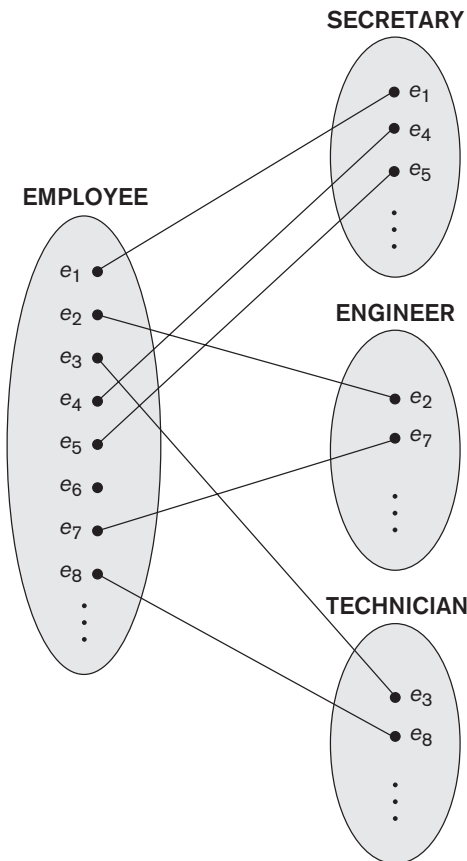 SECRETARY
e₁
e₄
e₅
EMPLOYEE
e₁
e₂
e₃
e₄
e₅
e₆
e₇
e₈
ENGINEER
e₂
e₇
TECHNICIAN
e₃
e₈